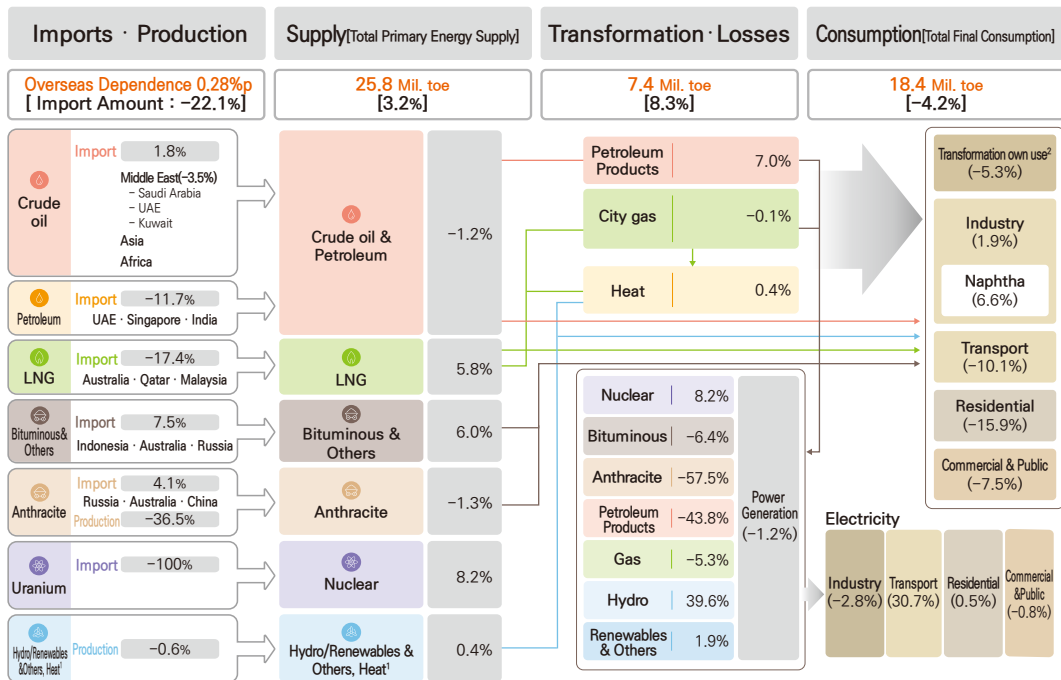 Imports · Production
Supply[Total Primary Energy Supply]
Transformation · Losses
Consumption[Total Final Consumption]
Overseas Dependence 0.28%p
[ Import Amount : -22.1%]
25.8 Mil. toe
[3.2%]
7.4 Mil. toe
[8.3%]
18.4 Mil. toe
[-4.2%]
Crude
oil
Import 1.8%
Middle East(-3.5%)
- Saudi Arabia
- UAE
- Kuwait
Asia
Africa
Petroleum
Import -11.7%
UAE · Singapore · India
LNG
Import -17.4%
Australia · Qatar · Malaysia
Bituminous&
Others
Import 7.5%
Indonesia · Australia · Russia
Anthracite
Import 4.1%
Russia · Australia · China
Production -36.5%
Uranium
Import -100%
Hydro/Renewables
&Others, Heat¹
Production -0.6%
Crude oil &
Petroleum
-1.2%
LNG
5.8%
Bituminous &
Others
6.0%
Anthracite
-1.3%
Nuclear
8.2%
Hydro/Renewables &
Others, Heat¹
0.4%
Petroleum
Products
7.0%
City gas
-0.1%
Heat
0.4%
Nuclear 8.2%
Bituminous -6.4%
Anthracite -57.5%
Petroleum
Products
-43.8%
Gas -5.3%
Hydro 39.6%
Renewables
& Others
1.9%
Power
Generation
(-1.2%)
Transformation own use²
(-5.3%)
Industry
(1.9%)
Naphtha
(6.6%)
Transport
(-10.1%)
Residential
(-15.9%)
Commercial & Public
(-7.5%)
Electricity
Industry
(-2.8%)
Transport
(30.7%)
Residential
(0.5%)
Commercial
&Public
(-0.8%)